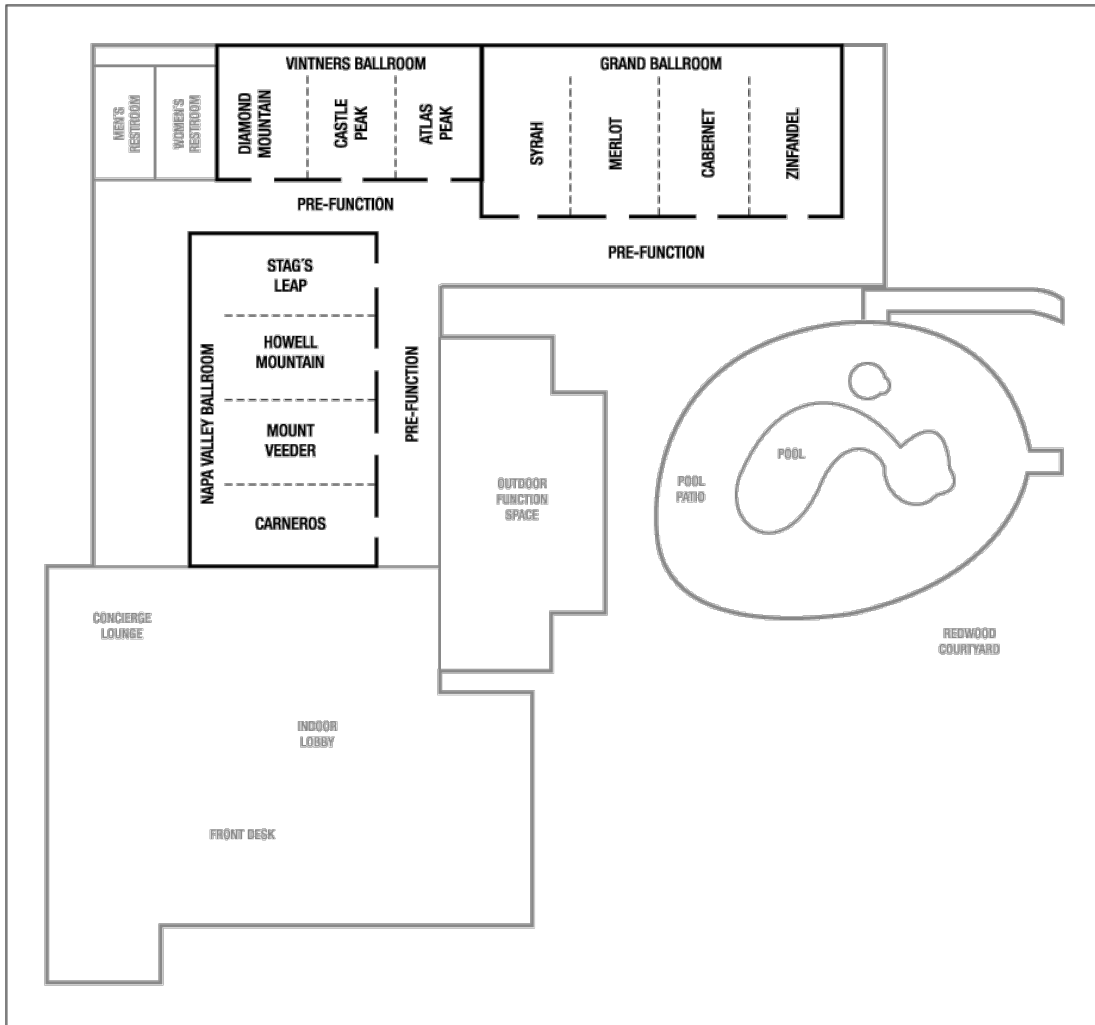 VINTNERS BALLROOM
GRAND BALLROOM
MEN'S
RESTROOM
WOMEN'S
RESTROOM
DIAMOND
MOUNTAIN
CASTLE
PEAK
ATLAS
PEAK
SYRAH
MERLOT
CABERNET
ZINFANDEL
PRE-FUNCTION
PRE-FUNCTION
NAPA VALLEY BALLROOM
STAG'S
LEAP
HOWELL
MOUNTAIN
MOUNT
VEEDER
CARNEROS
PRE-FUNCTION
OUTDOOR
FUNCTION
SPACE
POOL
PATIO
POOL
REDWOOD
COURTYARD
CONCIERGE
LOUNGE
INDOOR
LOBBY
FRONT DESK